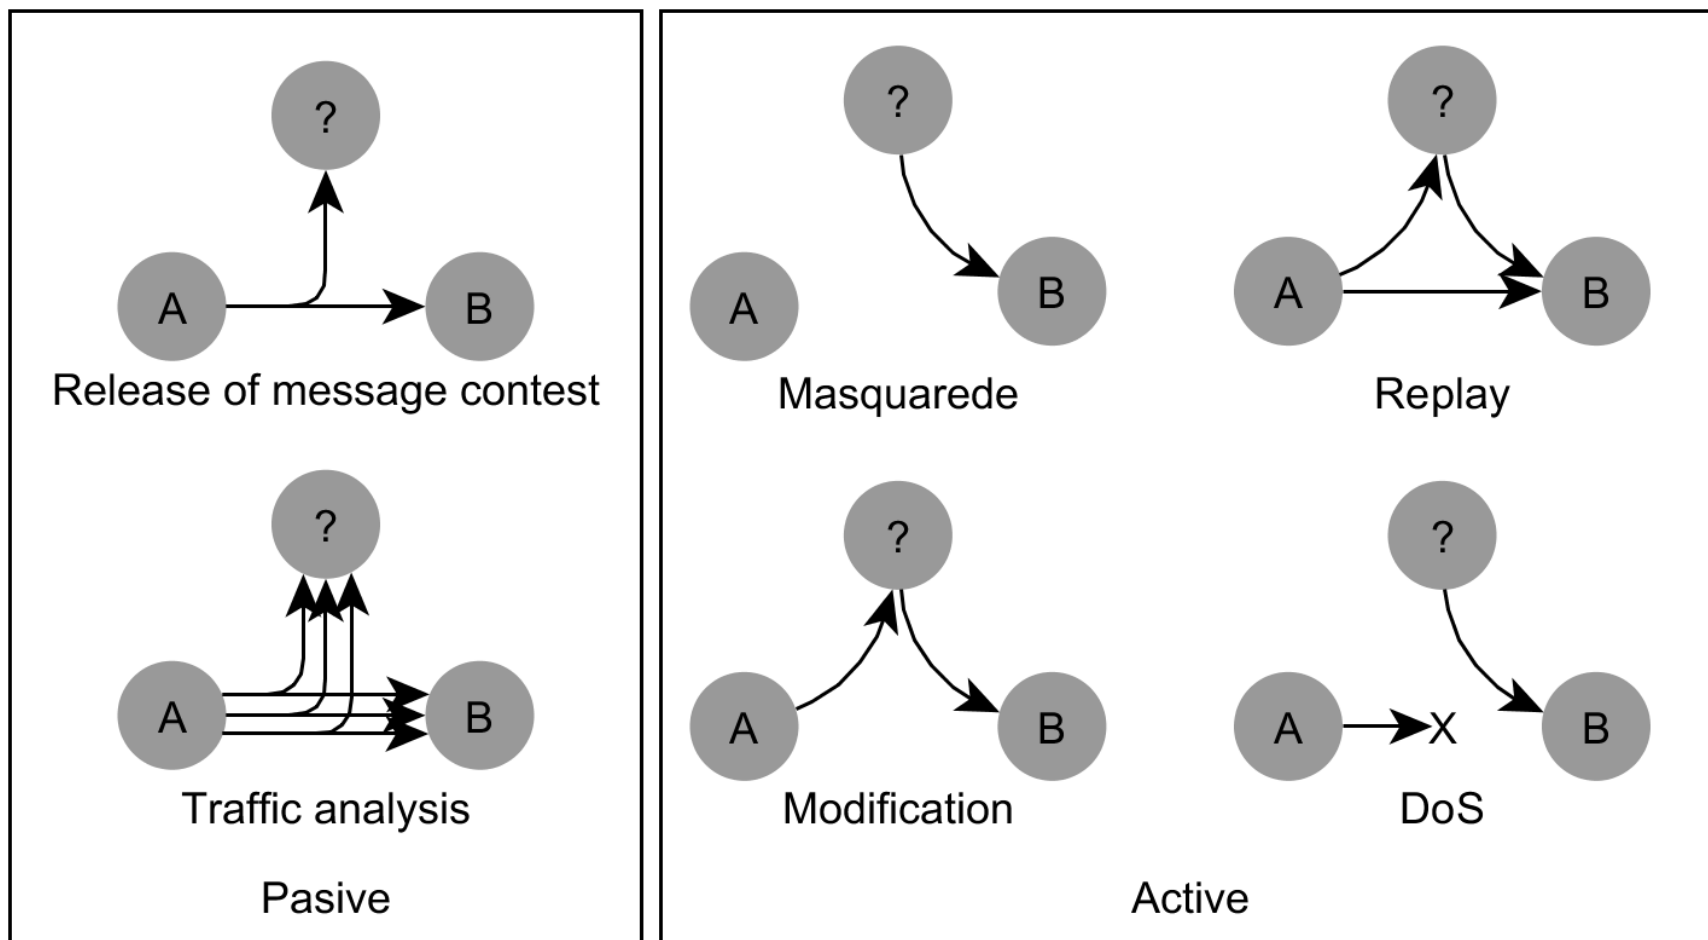 ?
A
B
Release of message contest
?
A
B
Traffic analysis
Pasive
?
A
B
Masquarede
?
A
B
Replay
?
A
B
Modification
?
A
X
B
DoS
Active